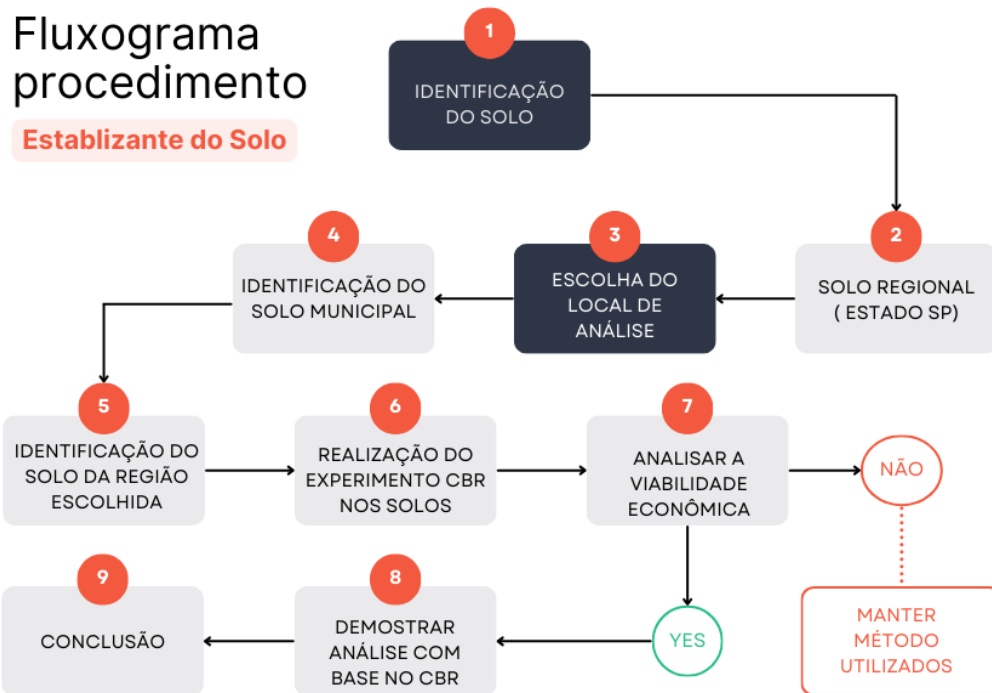 Fluxograma
procedimento
Establizante do Solo
1
IDENTIFICAÇÃO
DO SOLO
2
SOLO REGIONAL
( ESTADO SP)
3
ESCOLHA DO
LOCAL DE
ANÁLISE
4
IDENTIFICAÇÃO DO
SOLO MUNICIPAL
5
IDENTIFICAÇÃO DO
SOLO DA REGIÃO
ESCOLHIDA
6
REALIZAÇÃO DO
EXPERIMENTO CBR
NOS SOLOS
7
ANALISAR A
VIABILIDADE
ECONÔMICA
NÃO
MANTER
MÉTODO
UTILIZADOS
YES
8
DEMOSTRAR
ANÁLISE COM
BASE NO CBR
9
CONCLUSÃO